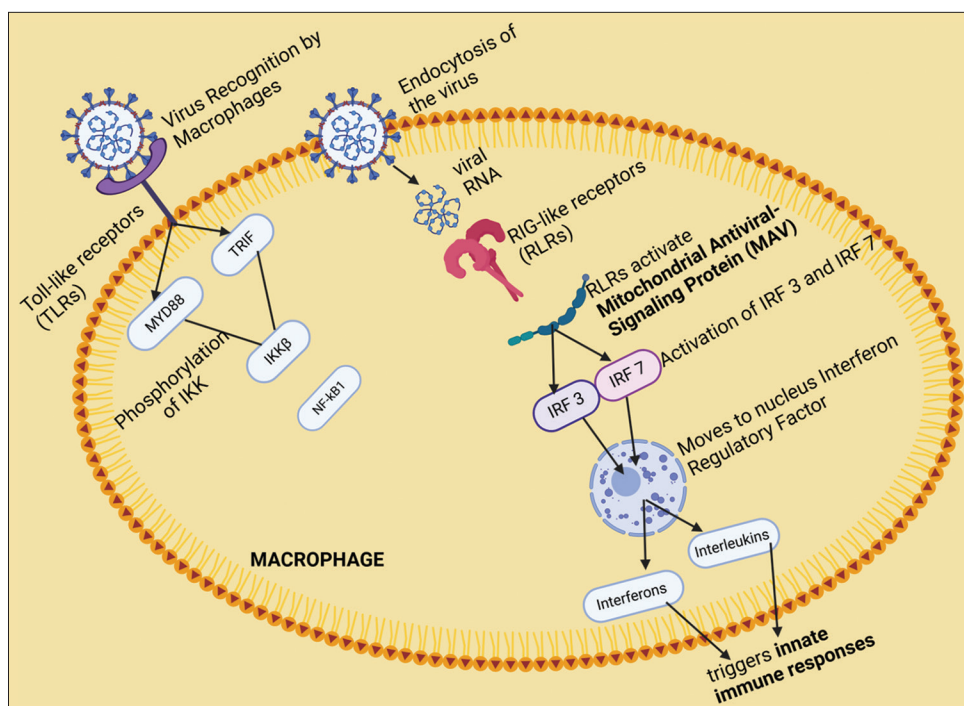 Virus Recognition by
Macrophages
Endocytosis of
the virus
viral
RNA
RIG-like receptors
(RLRs)
RLRs activate
Mitochondrial Antiviral-
Signaling Protein (MAV)
Toll-like receptors
(TLRs)
TRIF
MYD88
IKKβ
Phosphorylation
of IKK
NF-kB1
Activation of IRF 3 and IRF 7
IRF 7
IRF 3
Moves to nucleus Interferon
Regulatory Factor
MACROPHAGE
Interleukins
Interferons
triggers innate
immune responses